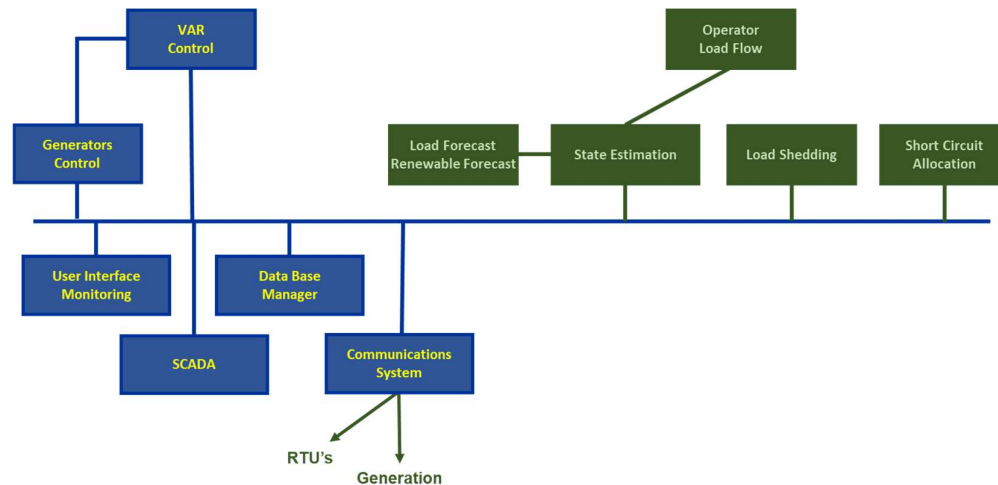 VAR
Control
Operator
Load Flow
Generators
Control
Load Forecast
Renewable Forecast
State Estimation
Load Shedding
Short Circuit
Allocation
User Interface
Monitoring
Data Base
Manager
SCADA
Communications
System
RTU's
Generation